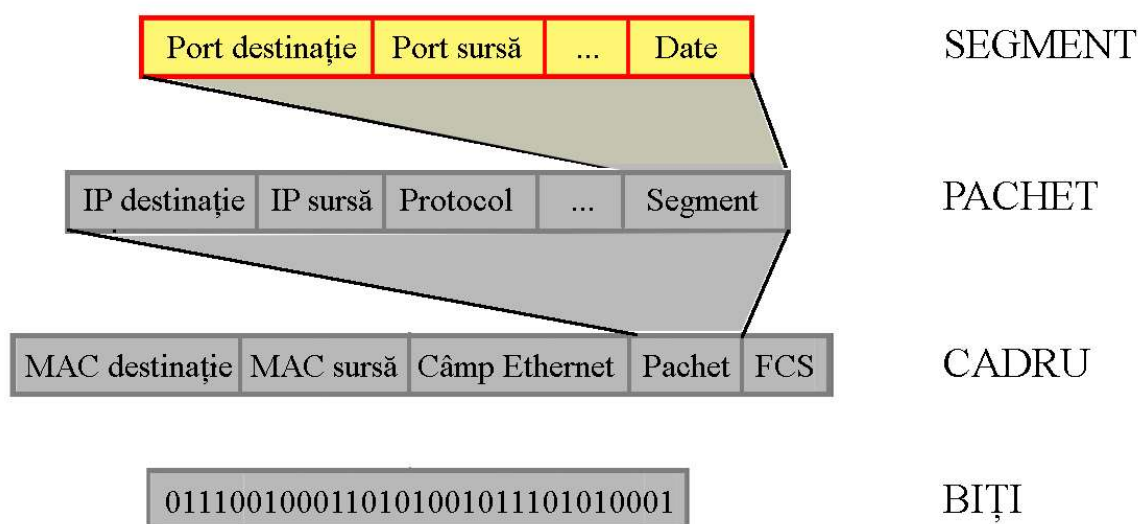 Port destinație Port sursă ... Date SEGMENT
IP destinație IP sursă Protocol ... Segment PACHET
MAC destinație MAC sursă Câmp Ethernet Pachet FCS CADRU
0111001000110101001011101010001 BIȚI